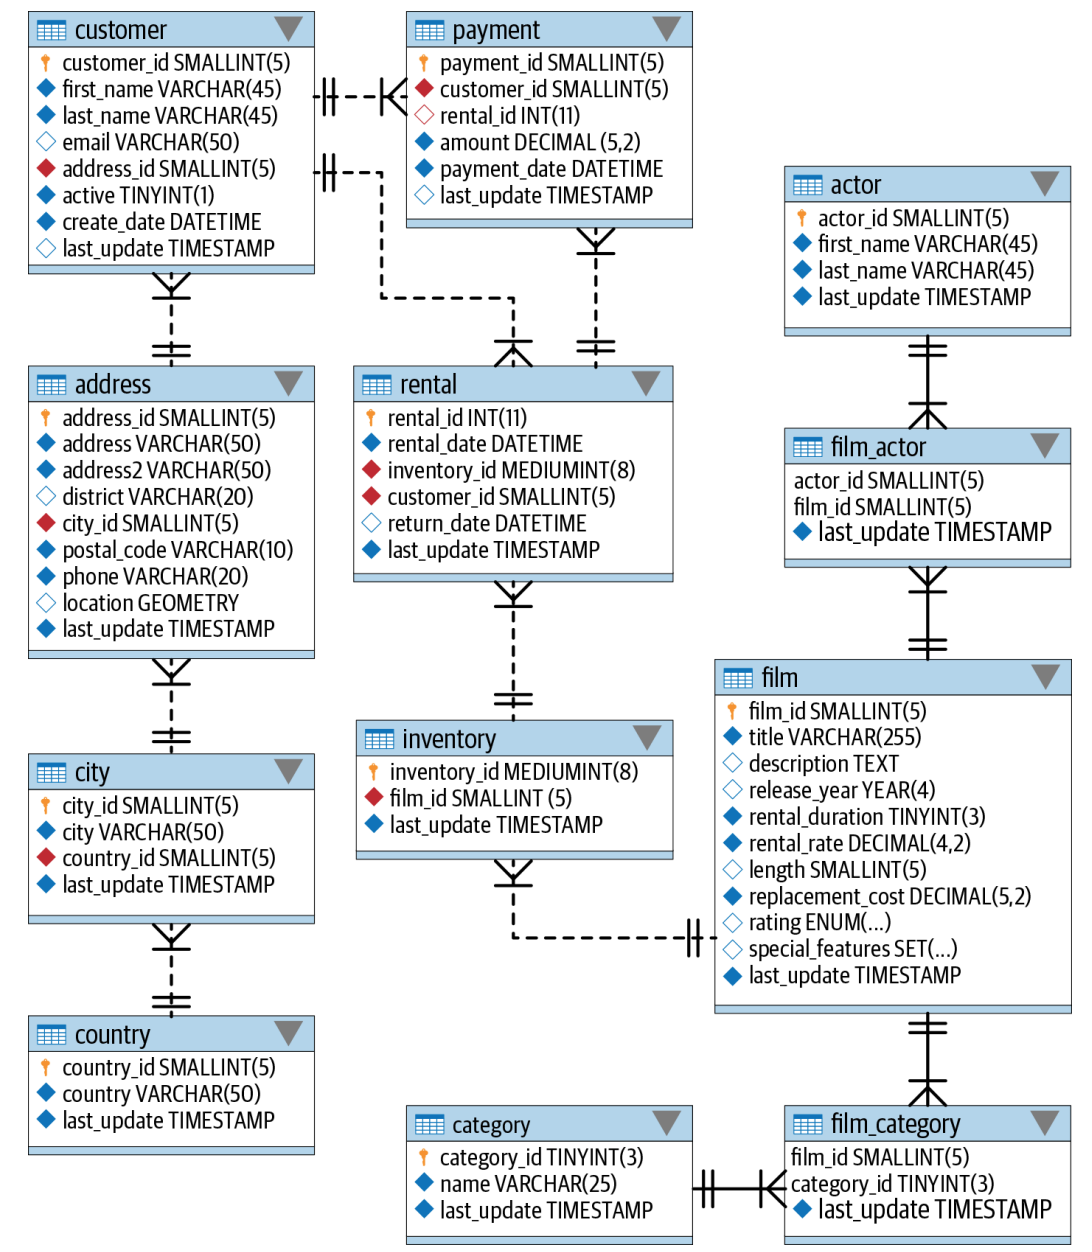 customer
customer_id SMALLINT(5)
first_name VARCHAR(45)
last_name VARCHAR(45)
email VARCHAR(50)
address_id SMALLINT(5)
active TINYINT(1)
create_date DATETIME
last_update TIMESTAMP
payment
payment_id SMALLINT(5)
customer_id SMALLINT(5)
rental_id INT(11)
amount DECIMAL (5,2)
payment_date DATETIME
last_update TIMESTAMP
actor
actor_id SMALLINT(5)
first_name VARCHAR(45)
last_name VARCHAR(45)
last_update TIMESTAMP
address
address_id SMALLINT(5)
address VARCHAR(50)
address2 VARCHAR(50)
district VARCHAR(20)
city_id SMALLINT(5)
postal_code VARCHAR(10)
phone VARCHAR(20)
location GEOMETRY
last_update TIMESTAMP
rental
rental_id INT(11)
rental_date DATETIME
inventory_id MEDIUMINT(8)
customer_id SMALLINT(5)
return_date DATETIME
last_update TIMESTAMP
film_actor
actor_id SMALLINT(5)
film_id SMALLINT(5)
last_update TIMESTAMP
film
film_id SMALLINT(5)
title VARCHAR(255)
description TEXT
release_year YEAR(4)
rental_duration TINYINT(3)
rental_rate DECIMAL(4,2)
length SMALLINT(5)
replacement_cost DECIMAL(5,2)
rating ENUM(...)
special_features SET(...)
last_update TIMESTAMP
inventory
inventory_id MEDIUMINT(8)
film_id SMALLINT (5)
last_update TIMESTAMP
city
city_id SMALLINT(5)
city VARCHAR(50)
country_id SMALLINT(5)
last_update TIMESTAMP
country
country_id SMALLINT(5)
country VARCHAR(50)
last_update TIMESTAMP
category
category_id TINYINT(3)
name VARCHAR(25)
last_update TIMESTAMP
film_category
film_id SMALLINT(5)
category_id TINYINT(3)
last_update TIMESTAMP